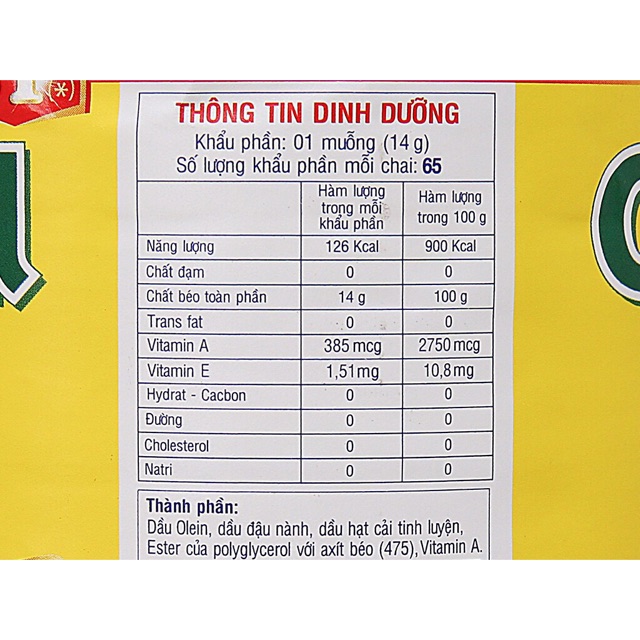 THÔNG TIN DINH DƯỠNG
Khẩu phần: 01 muỗng (14 g)
Số lượng khẩu phần mỗi chai: 65
Hàm lượng trong mỗi khẩu phần Hàm lượng trong 100 g
Năng lượng 126 Kcal 900 Kcal
Chất đạm 0 0
Chất béo toàn phần 14 g 100 g
Trans fat 0 0
Vitamin A 385 mcg 2750 mcg
Vitamin E 1,51 mg 10,8 mg
Hydrat - Cacbon 0 0
Đường 0 0
Cholesterol 0 0
Natri 0 0
Thành phần:
Dầu Olein, dầu đậu nành, dầu hạt cải tinh luyện,
Ester của polyglycerol với axít béo (475), Vitamin A.